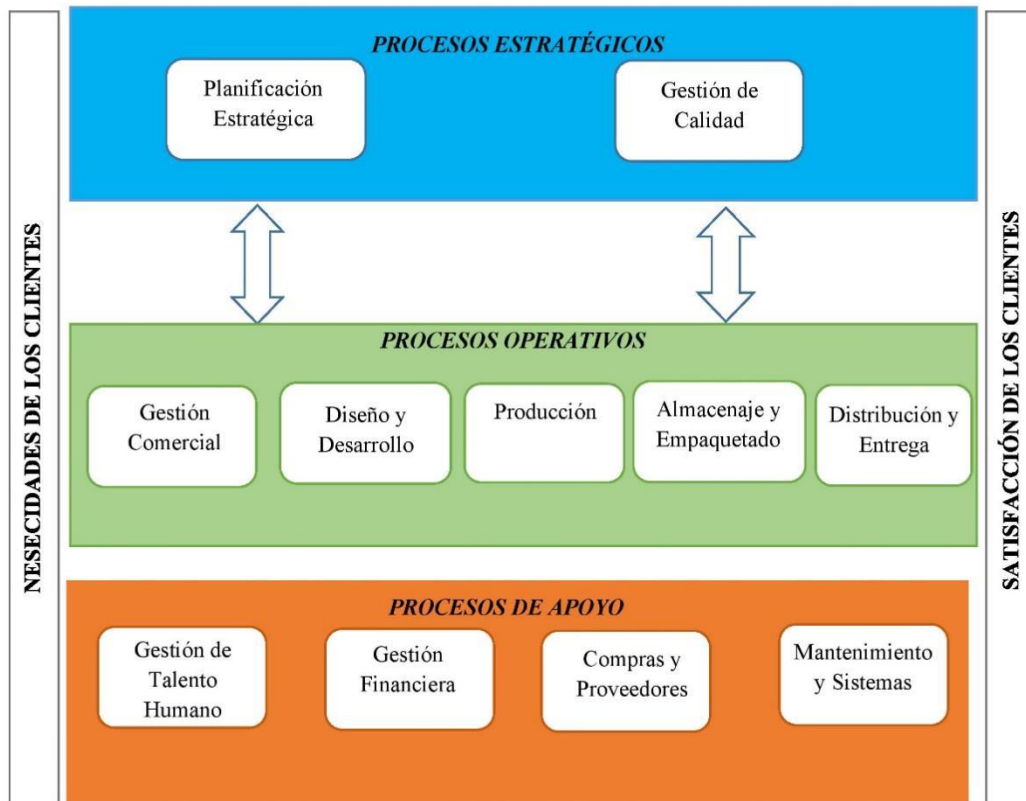 NESECIDADES DE LOS CLIENTES
PROCESOS ESTRATÉGICOS
Planificación
Estratégica
Gestión de
Calidad
PROCESOS OPERATIVOS
Gestión
Comercial
Diseño y
Desarrollo
Producción
Almacenaje y
Empaquetado
Distribución y
Entrega
PROCESOS DE APOYO
Gestión de
Talento
Humano
Gestión
Financiera
Compras y
Proveedores
Mantenimiento
y Sistemas
SATISFACCIÓN DE LOS CLIENTES